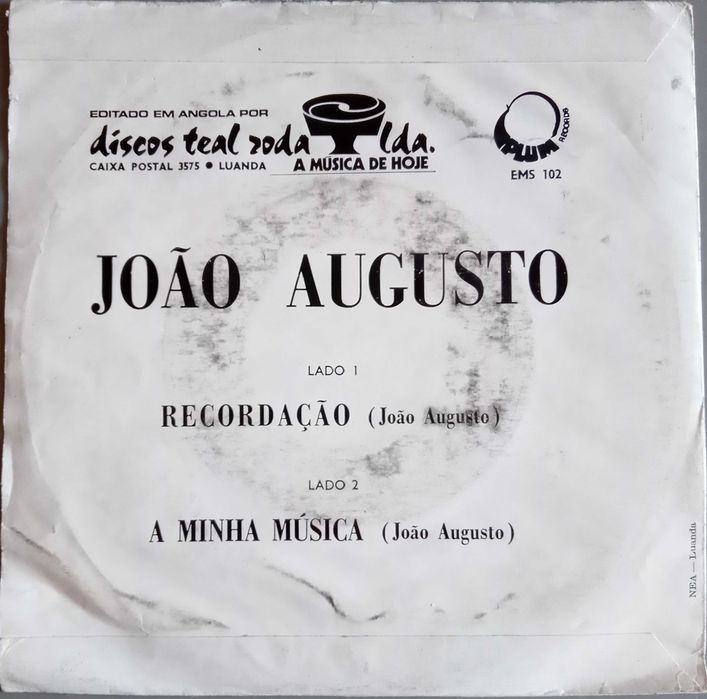 EDITADO EM ANGOLA POR
discos teal roda lda.
CAIXA POSTAL 3575 • LUANDA
A MÚSICA DE HOJE
PLUM RECORDS
EMS 102
JOÃO AUGUSTO
LADO 1
RECORDAÇÃO (João Augusto)
LADO 2
A MINHA MÚSICA (João Augusto)
NEA — Luanda